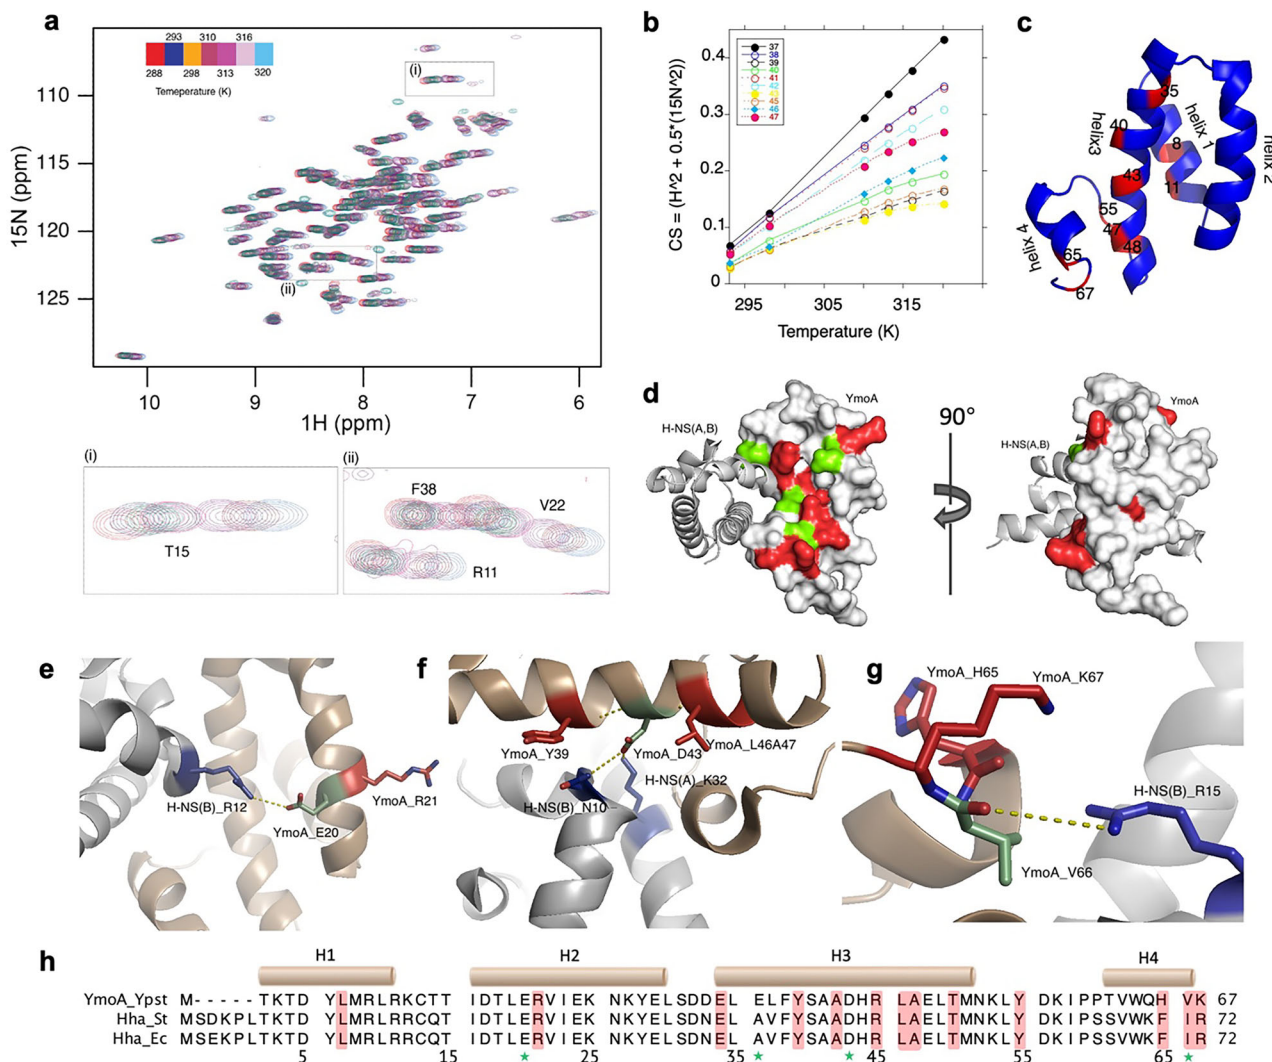 a
293 310 316
288 298 313 320
Temeperature (K)
(i)
(ii)
110
115
120
125
15N (ppm)
10 9 8 7 6
1H (ppm)
(i)
T15
(ii)
F38
V22
R11
b
0.4
0.3
0.2
0.1
0
CS = (H^2 + 0.5*(15N^2))
37
38
39
40
41
42
43
45
46
47
295 305 315
Temperature (K)
c
35
40
helix3
helix 1
8
helix 2
43
11
55
47
48
helix 4
65
67
d
YmoA
H-NS(A,B)
90°
YmoA
H-NS(A,B)
e
H-NS(B)_R12
YmoA_R21
YmoA_E20
f
YmoA_Y39
YmoA_D43
YmoA_L46A47
H-NS(A)_K32
H-NS(B)_N10
g
YmoA_H65
YmoA_K67
H-NS(B)_R15
YmoA_V66
h
H1 H2 H3 H4
YmoA_Ypst M-----TKTD YLMRLRKCTT IDTLERVIEK NKYELSDDEL ELFYSAADHR LAELTMNKLY DKIPPTVWQH VK 67
Hha_St MSDKPLTKTD YLMRLRRCQT IDTLERVIEK NKYELSDNEL AVFYSAADHR LAELTMNKLY DKIPSSVWKF IR 72
Hha_Ec MSEKPLTKTD YLMRLRRCQT IDTLERVIEK NKYELSDNEL AVFYSAADHR LAELTMNKLY DKIPSSVWKF IR 72
5 15 25 35 45 55 65